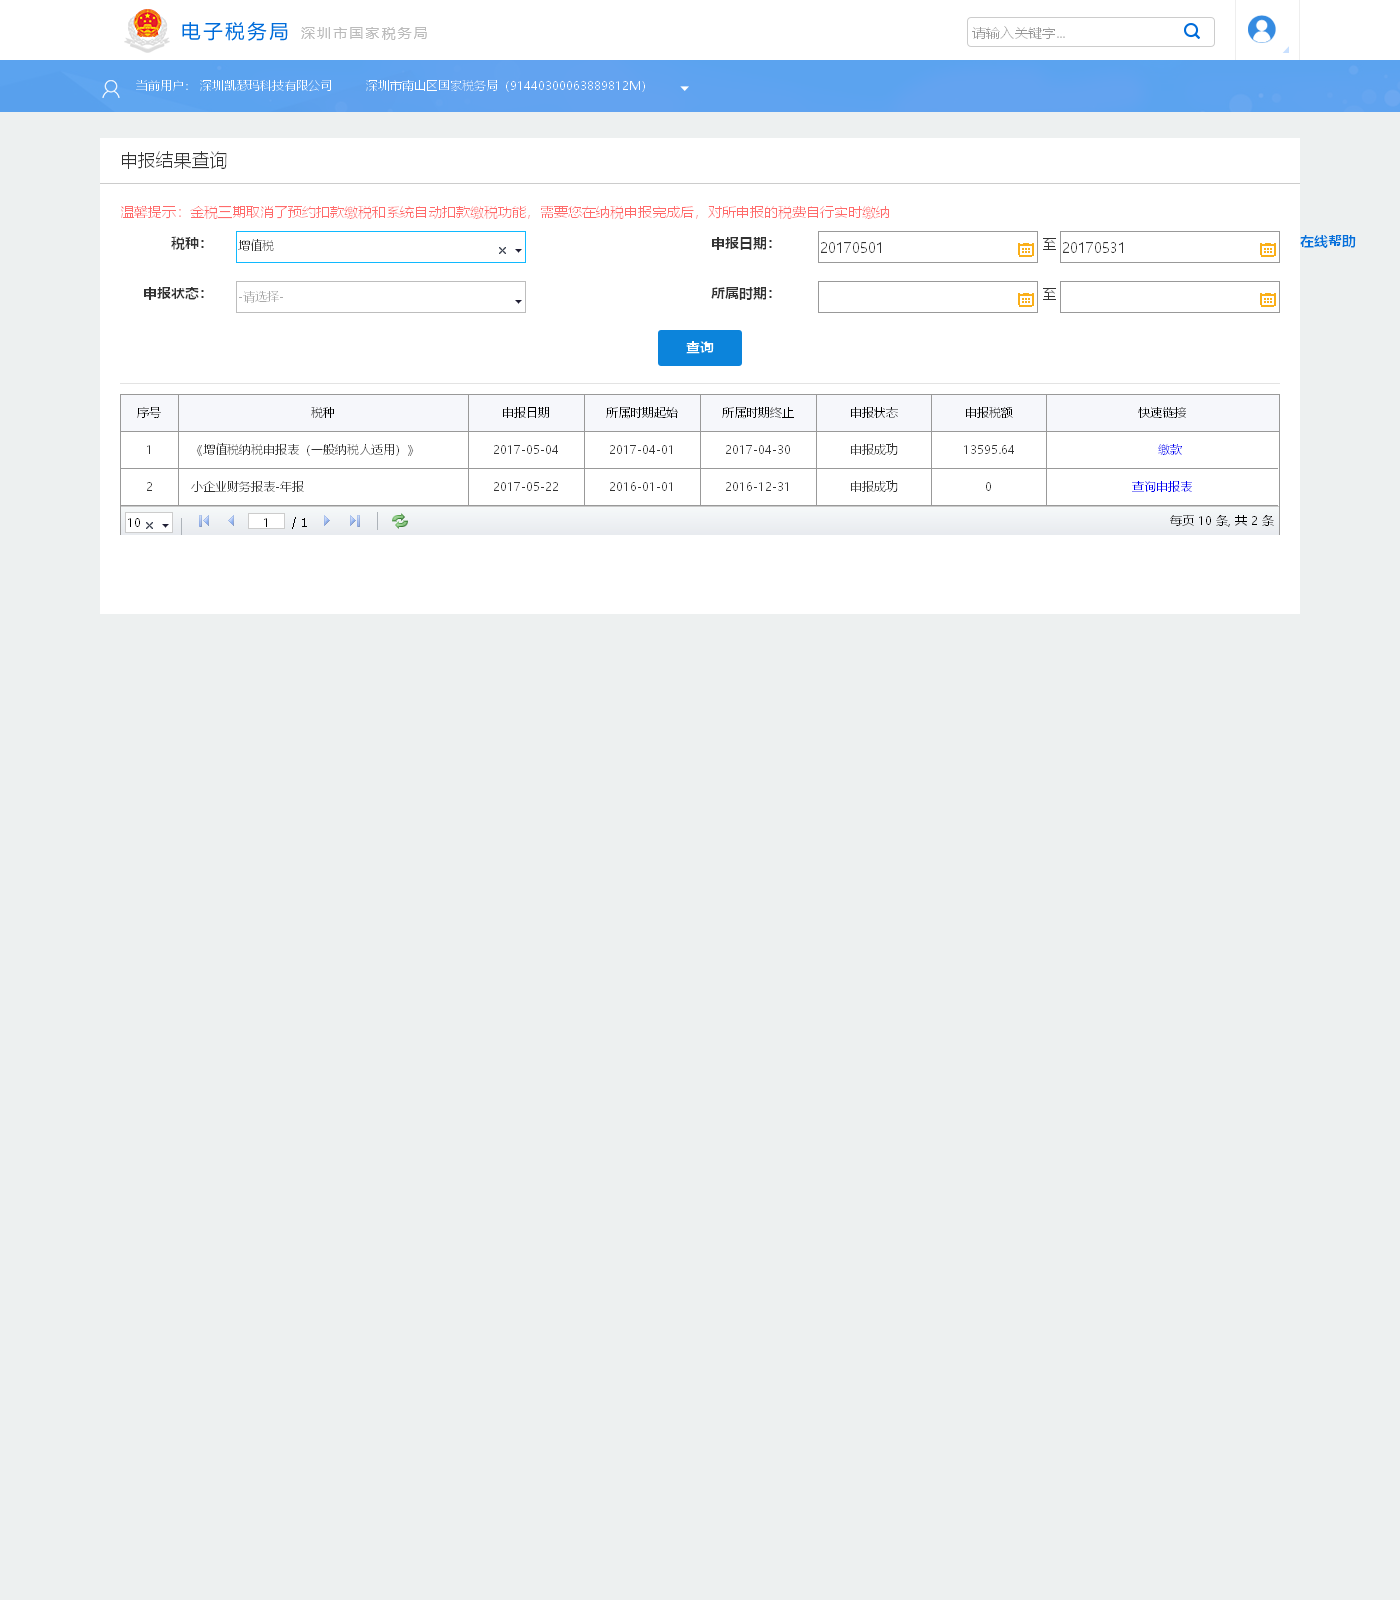 电子税务局 深圳市国家税务局
请输入关键字...
当前用户： 深圳凯瑟玛科技有限公司 深圳市南山区国家税务局（91440300063889812M）
申报结果查询
温馨提示：金税三期取消了预约扣款缴税和系统自动扣款缴税功能，需要您在纳税申报完成后，对所申报的税费自行实时缴纳
税种： 增值税 申报日期： 20170501 至 20170531 在线帮助
申报状态： -请选择- 所属时期： 至
查询
序号 税种 申报日期 所属时期起始 所属时期终止 申报状态 申报税额 快速链接
1 《增值税纳税申报表（一般纳税人适用）》 2017-05-04 2017-04-01 2017-04-30 申报成功 13595.64 缴款
2 小企业财务报表-年报 2017-05-22 2016-01-01 2016-12-31 申报成功 0 查询申报表
10 1 / 1 每页 10 条, 共 2 条